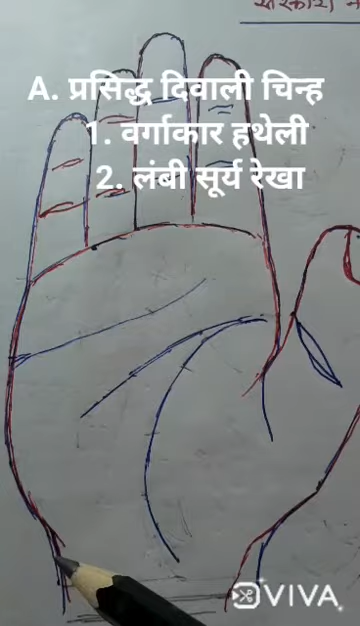 A. प्रसिद्ध दिवाली चिन्ह
1. वर्गाकार हथेली
2. लंबी सूर्य रेखा
VIVA